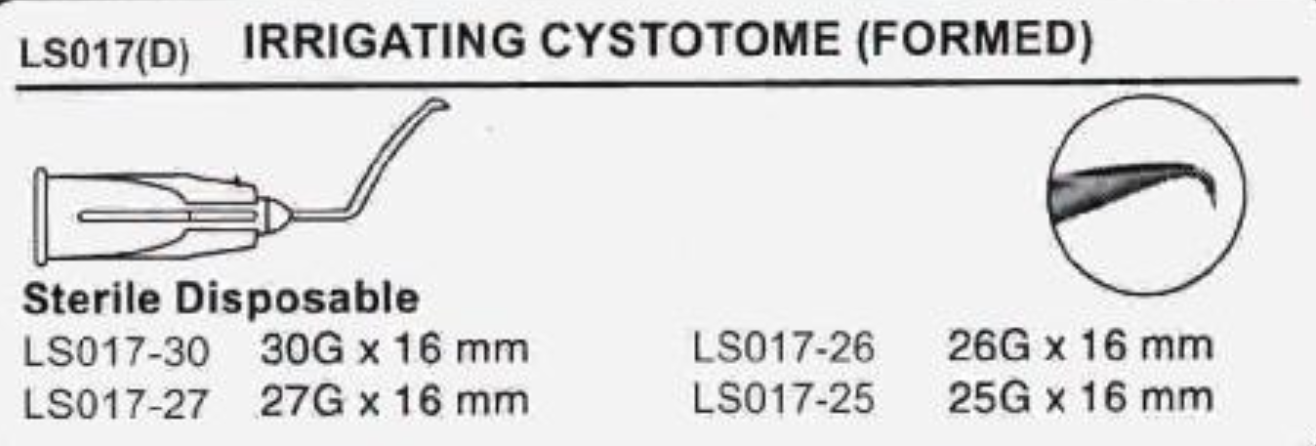 LS017(D) IRRIGATING CYSTOTOME (FORMED)
Sterile Disposable
LS017-30 30G x 16 mm LS017-26 26G x 16 mm
LS017-27 27G x 16 mm LS017-25 25G x 16 mm